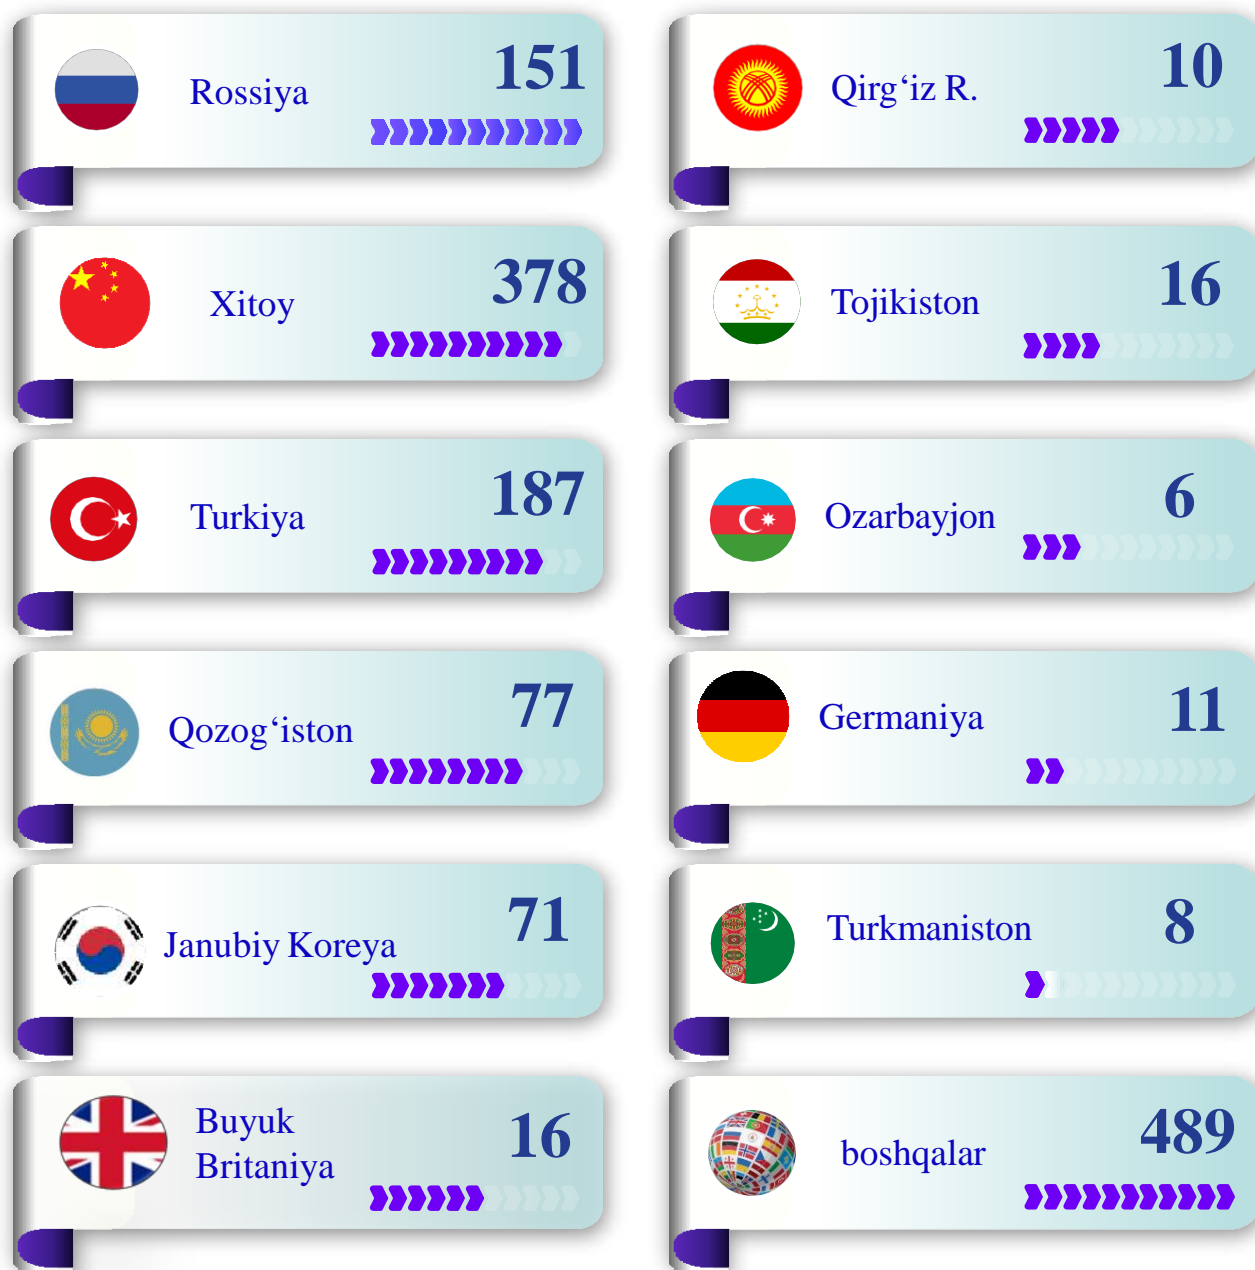 Rossiya
151
Xitoy
378
Turkiya
187
Qozog‘iston
77
Janubiy Koreya
71
Buyuk
Britaniya
16
Qirg‘iz R.
10
Tojikiston
16
Ozarbayjon
6
Germaniya
11
Turkmaniston
8
boshqalar
489